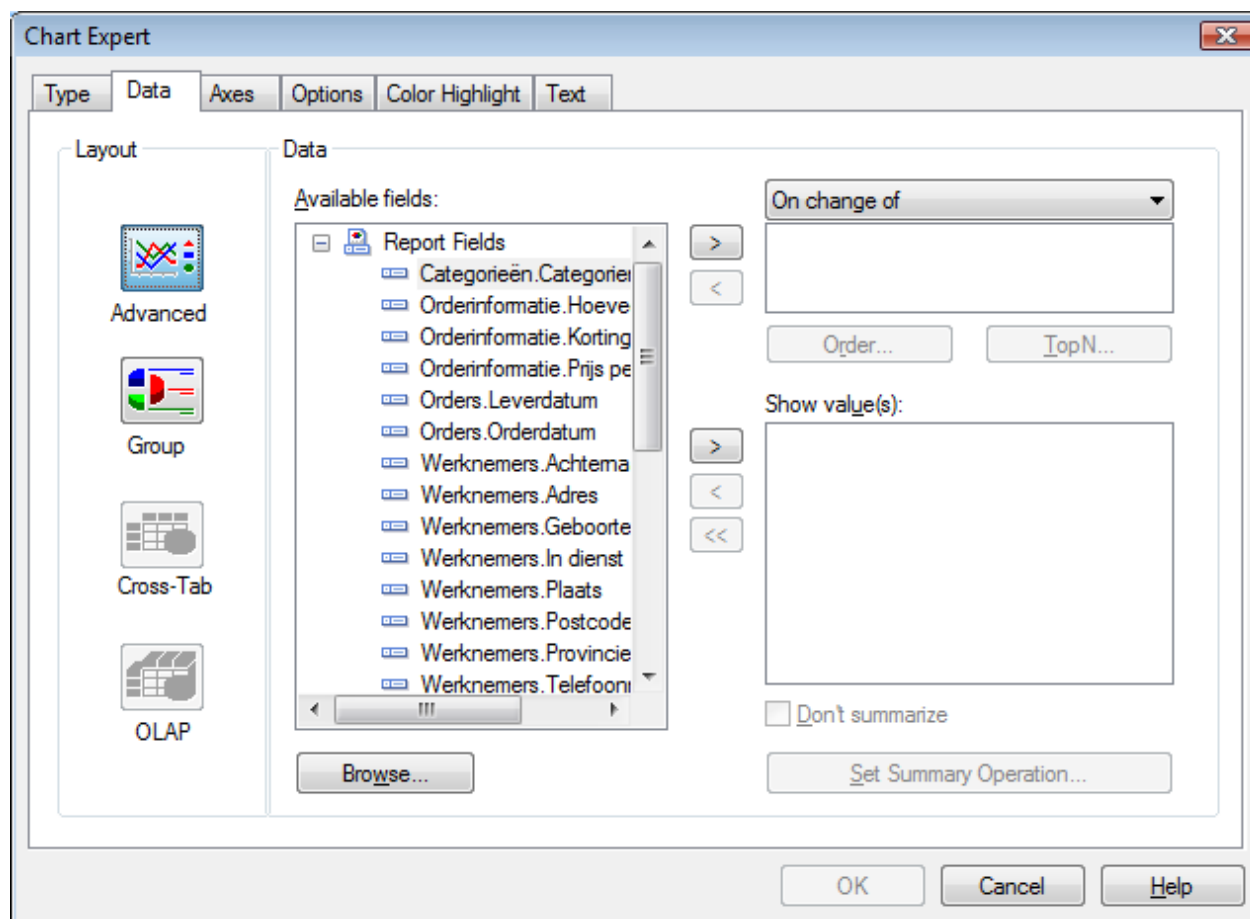 Chart Expert
Type Data Axes Options Color Highlight Text
Layout
Data
Available fields:
On change of
>
<
Report Fields
Categorieën.Categorien
Orderinformatie.Hoeve
Orderinformatie.Korting
Orderinformatie.Prijs pe
Orders.Leverdatum
Orders.Orderdatum
Werknemers.Achterna
Werknemers.Adres
Werknemers.Geboorte
Werknemers.In dienst
Werknemers.Plaats
Werknemers.Postcode
Werknemers.Provincie
Werknemers.Telefoonn
Advanced
Group
Cross-Tab
OLAP
Order... TopN...
Show value(s):
>
<
<<
Don't summarize
Browse...
Set Summary Operation...
OK Cancel Help